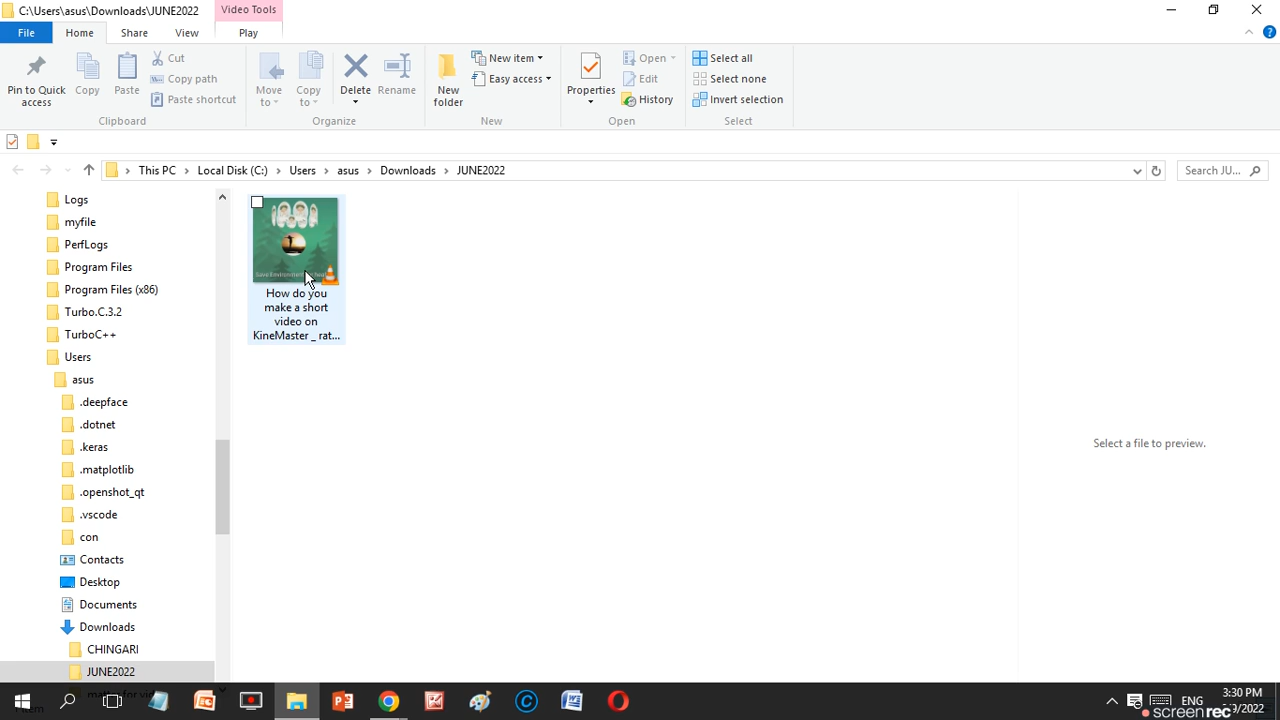 C:\Users\asus\Downloads\JUNE2022
Video Tools
File
Home
Share
View
Play
Pin to Quick access
Copy
Paste
Cut
Copy path
Paste shortcut
Clipboard
Move to
Copy to
Delete
Rename
Organize
New folder
New item
Easy access
New
Properties
Open
Edit
History
Open
Select all
Select none
Invert selection
Select
This PC
Local Disk (C:)
Users
asus
Downloads
JUNE2022
Search JU...
Logs
myfile
PerfLogs
Program Files
Program Files (x86)
Turbo.C.3.2
TurboC++
Users
asus
.deepface
.dotnet
.keras
.matplotlib
.openshot_qt
.vscode
con
Contacts
Desktop
Documents
Downloads
CHINGARI
JUNE2022
Save Environment
How do you
make a short
video on
KineMaster _ rat...
Select a file to preview.
ENG
3:30 PM
/9/2022
screenrec